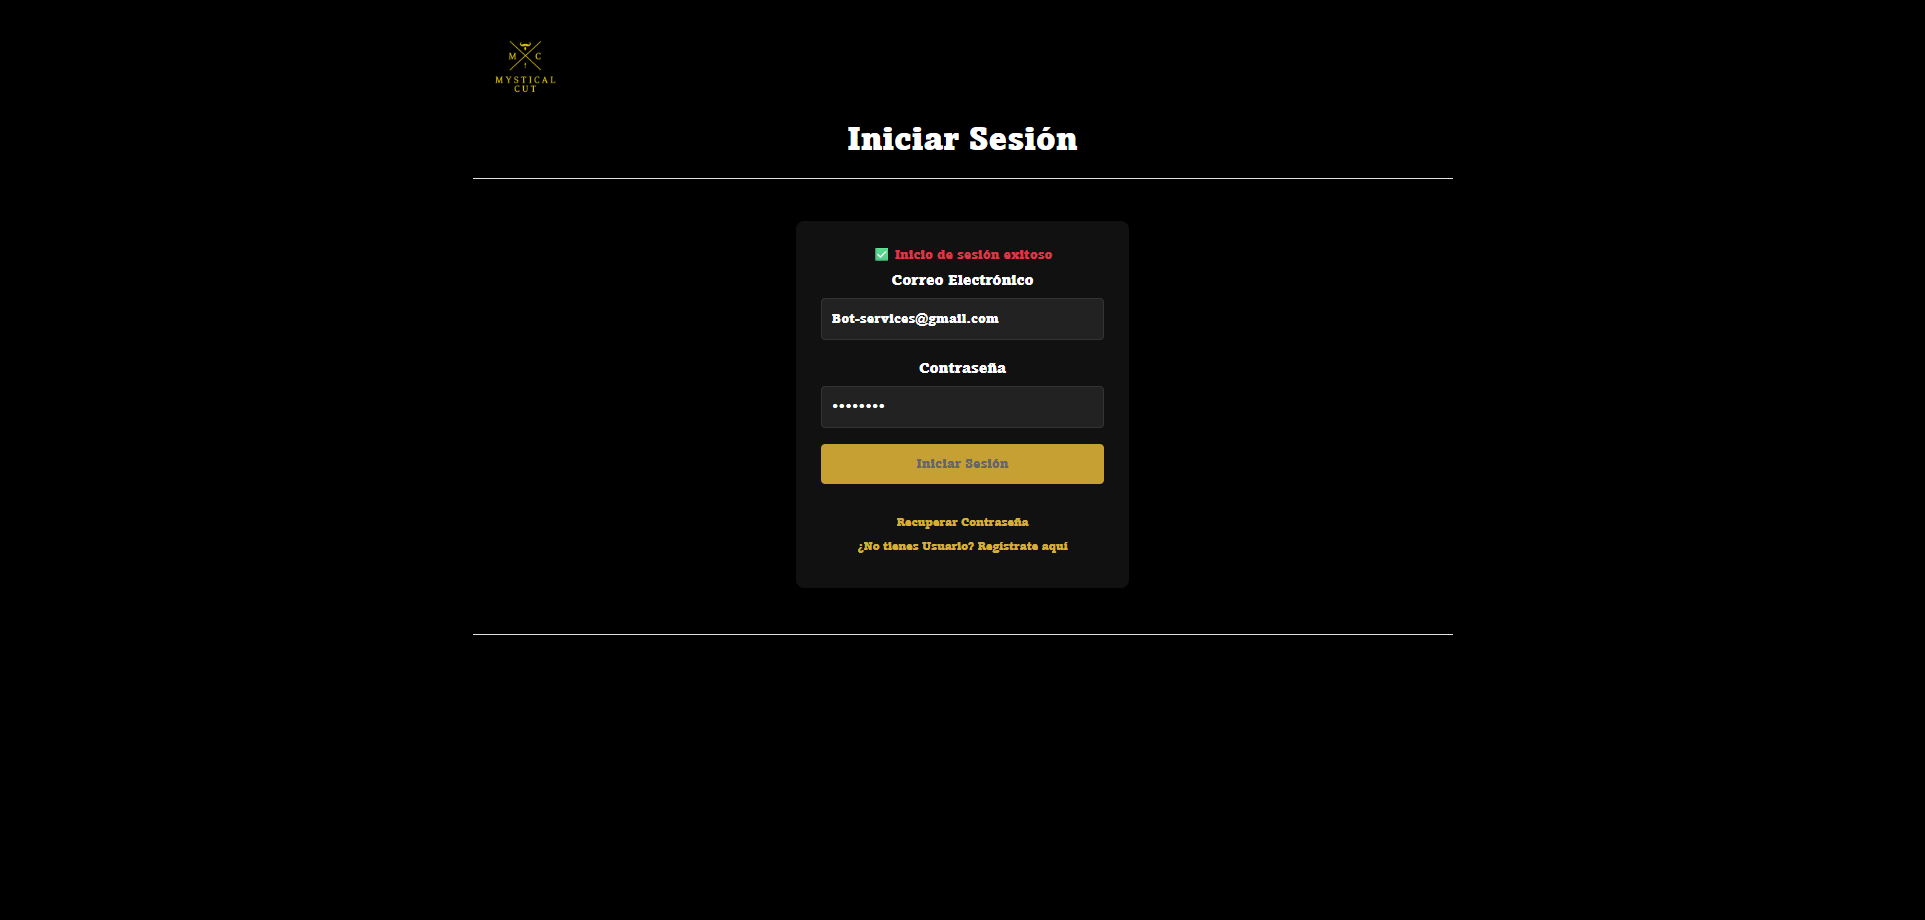 M C
MYSTICAL
CUT
Iniciar Sesión
✅ Inicio de sesión exitoso
Correo Electrónico
Bot-services@gmail.com
Contraseña
••••••••
Iniciar Sesión
Recuperar Contraseña
¿No tienes Usuario? Regístrate aquí